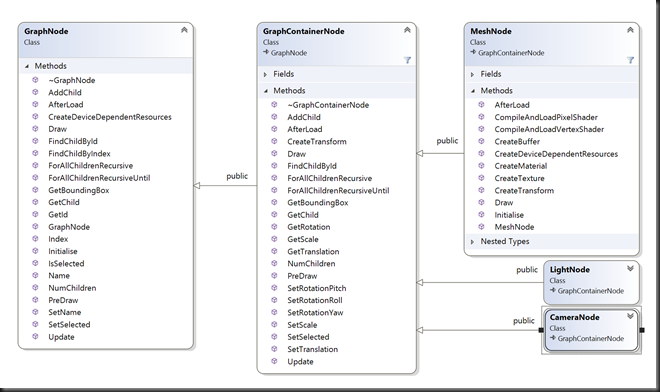 GraphNode
Class
Methods
~GraphNode
AddChild
AfterLoad
CreateDeviceDependentResources
Draw
FindChildById
FindChildByIndex
ForAllChildrenRecursive
ForAllChildrenRecursiveUntil
GetBoundingBox
GetChild
GetId
GraphNode
Index
Initialise
IsSelected
Name
NumChildren
PreDraw
SetName
SetSelected
Update
public
GraphContainerNode
Class
GraphNode
Fields
Methods
~GraphContainerNode
AddChild
AfterLoad
CreateTransform
Draw
FindChildById
ForAllChildrenRecursive
ForAllChildrenRecursiveUntil
GetBoundingBox
GetChild
GetRotation
GetScale
GetTranslation
NumChildren
PreDraw
SetRotationPitch
SetRotationRoll
SetRotationYaw
SetScale
SetSelected
SetTranslation
Update
public
MeshNode
Class
GraphContainerNode
Fields
Methods
AfterLoad
CompileAndLoadPixelShader
CompileAndLoadVertexShader
CreateBuffer
CreateDeviceDependentResources
CreateMaterial
CreateTexture
CreateTransform
Draw
Initialise
MeshNode
Nested Types
public
LightNode
Class
GraphContainerNode
public
CameraNode
Class
GraphContainerNode